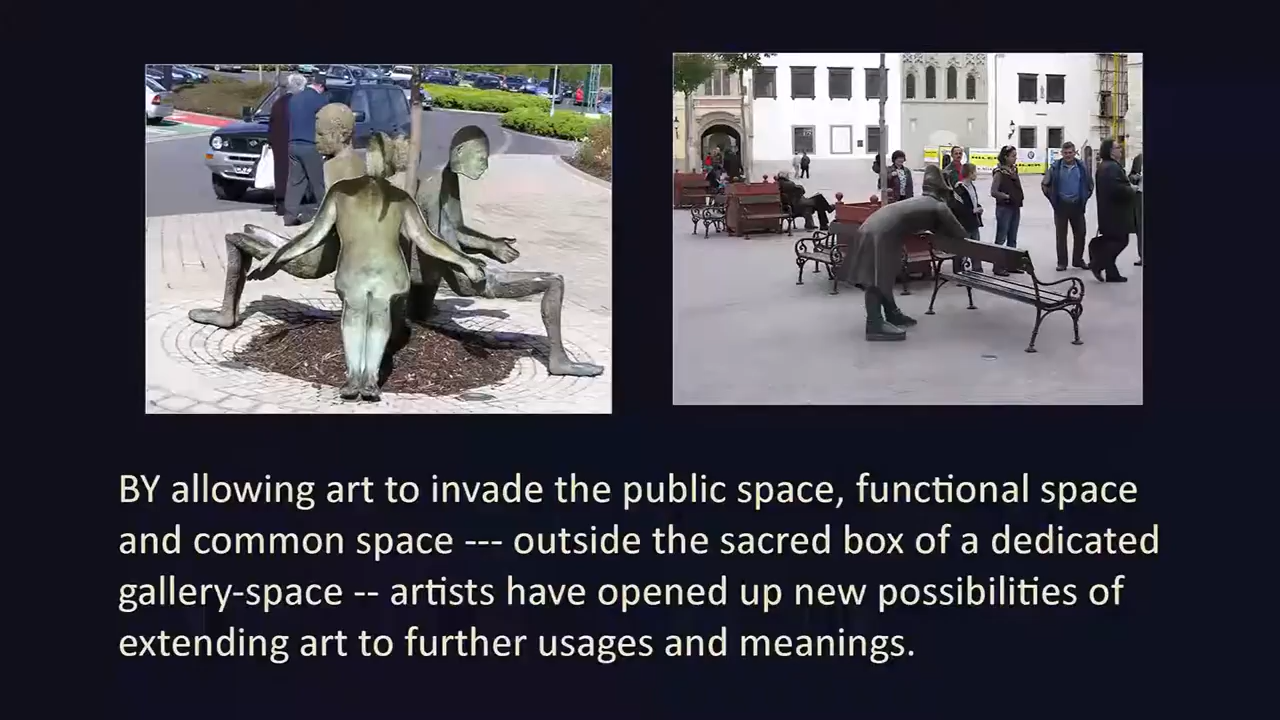 BY allowing art to invade the public space, functional space
and common space --- outside the sacred box of a dedicated
gallery-space -- artists have opened up new possibilities of
extending art to further usages and meanings.